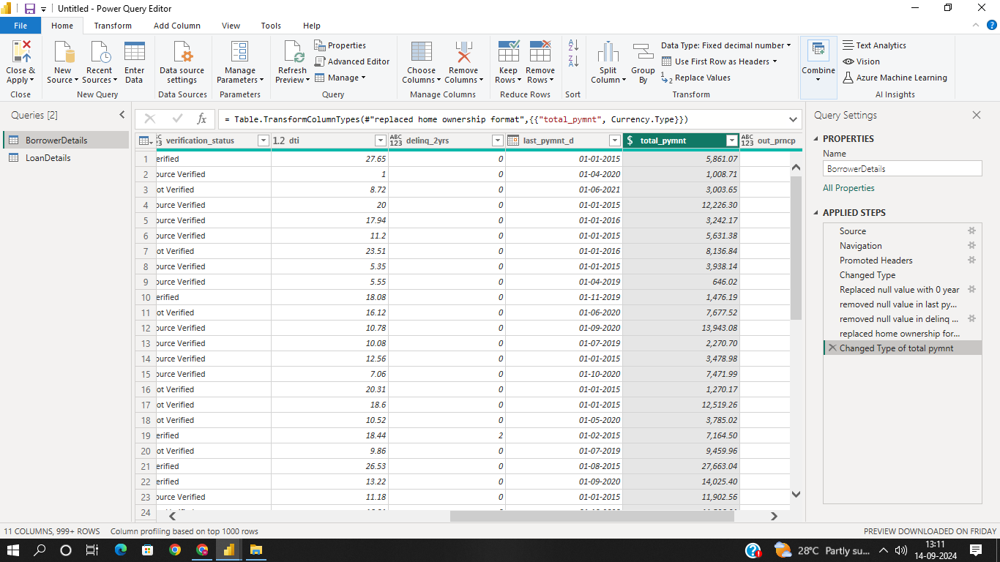 Untitled - Power Query Editor
File Home Transform Add Column View Tools Help
Close & Apply
New Source
Recent Sources
Enter Data
Data source settings
Manage Parameters
Refresh Preview
Properties
Advanced Editor
Manage
Choose Columns
Remove Columns
Keep Rows
Remove Rows
Split Column
Group By
Data Type: Fixed decimal number
Use First Row as Headers
Replace Values
Combine
Text Analytics
Vision
Azure Machine Learning
Close New Query Data Sources Parameters Query Manage Columns Reduce Rows Sort Transform AI Insights
Queries [2]
BorrowerDetails
LoanDetails
= Table.TransformColumnTypes(#"replaced home ownership format",{{"total_pymnt", Currency.Type}})
verification_status 1.2 dti ABC 123 delinq_2yrs last_pymnt_d $ total_pymnt ABC 123 out_prncp
1 erified 27.65 0 01-01-2015 5,861.07
2 ource Verified 1 0 01-04-2020 1,008.71
3 ot Verified 8.72 0 01-06-2021 3,003.65
4 ource Verified 20 0 01-01-2015 12,226.30
5 ource Verified 17.94 0 01-01-2016 3,242.17
6 ource Verified 11.2 0 01-01-2015 5,631.38
7 ot Verified 23.51 0 01-01-2016 8,136.84
8 ource Verified 5.35 0 01-01-2015 3,938.14
9 ource Verified 5.55 0 01-04-2019 646.02
10 erified 18.08 0 01-11-2019 1,476.19
11 ot Verified 16.12 0 01-06-2020 7,677.52
12 ource Verified 10.78 0 01-09-2020 13,943.08
13 ource Verified 10.08 0 01-07-2019 2,270.70
14 ource Verified 12.56 0 01-01-2015 3,478.98
15 ource Verified 7.06 0 01-10-2020 7,471.99
16 ot Verified 20.31 0 01-01-2015 1,270.17
17 ot Verified 18.6 0 01-01-2015 12,519.26
18 ot Verified 10.52 0 01-05-2020 3,785.02
19 erified 18.44 2 01-02-2015 7,164.50
20 ot Verified 9.86 0 01-07-2019 9,459.96
21 erified 26.53 0 01-08-2015 27,663.04
22 erified 13.22 0 01-09-2020 14,025.40
23 ource Verified 11.18 0 01-01-2015 11,902.56
24
Query Settings
PROPERTIES
Name
BorrowerDetails
All Properties
APPLIED STEPS
Source
Navigation
Promoted Headers
Changed Type
Replaced null value with 0 year
removed null value in last py...
removed null value in delinq ...
replaced home ownership for...
Changed Type of total pymnt
11 COLUMNS, 999+ ROWS Column profiling based on top 1000 rows PREVIEW DOWNLOADED ON FRIDAY
28°C Partly su...
13:11
14-09-2024